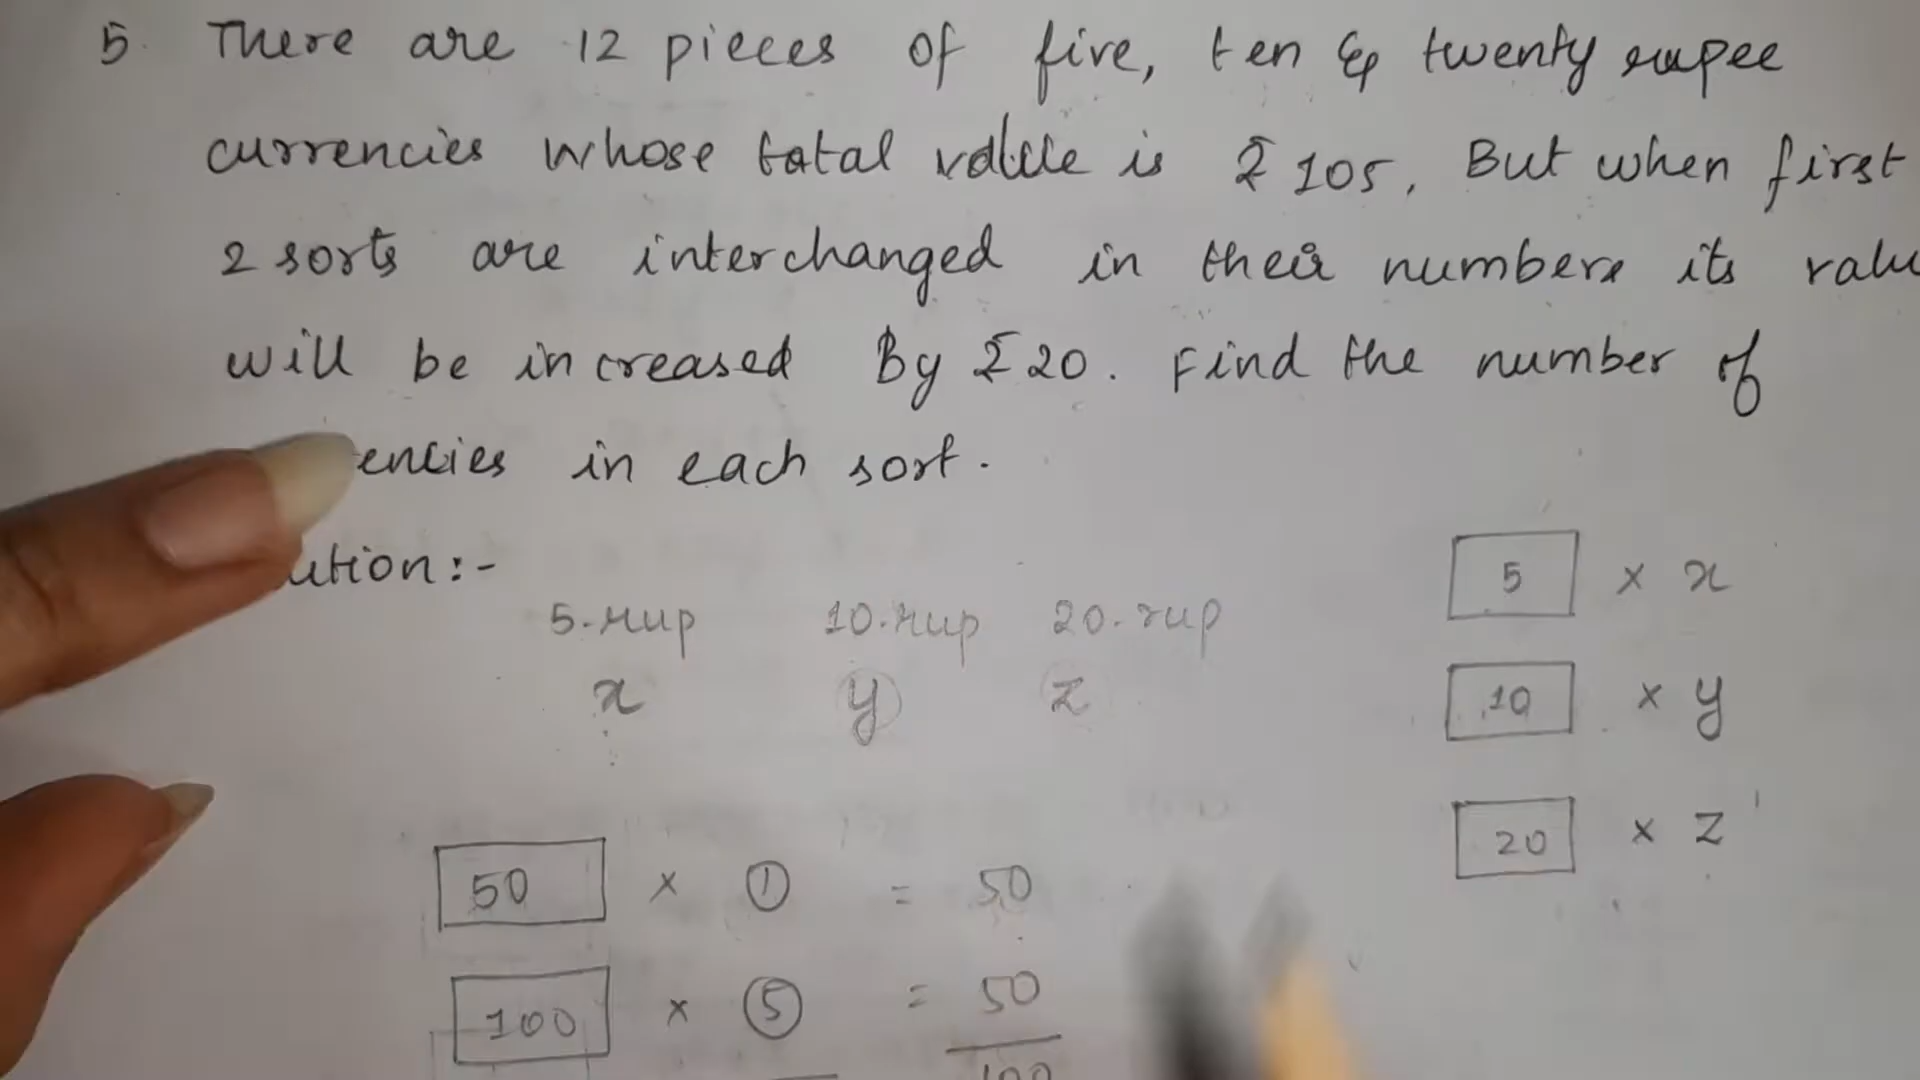 5. There are 12 pieces of five, ten & twenty rupee
currencies whose total value is ₹ 105. But when first
2 sorts are interchanged in their numbers its valu
will be increased By ₹ 20. Find the number of
encies in each sort.
ution:-
5.rup 10.rup 20.rup
x y z
5 × x
10 × y
20 × z
50 × 1 = 50
100 × 5 = 50
100